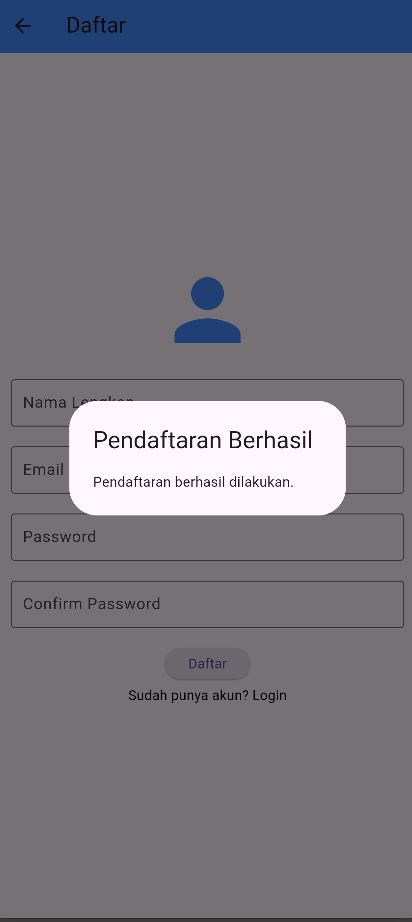 Daftar
Nama Lengkap
Pendaftaran Berhasil
Email
Pendaftaran berhasil dilakukan.
Password
Confirm Password
Daftar
Sudah punya akun? Login